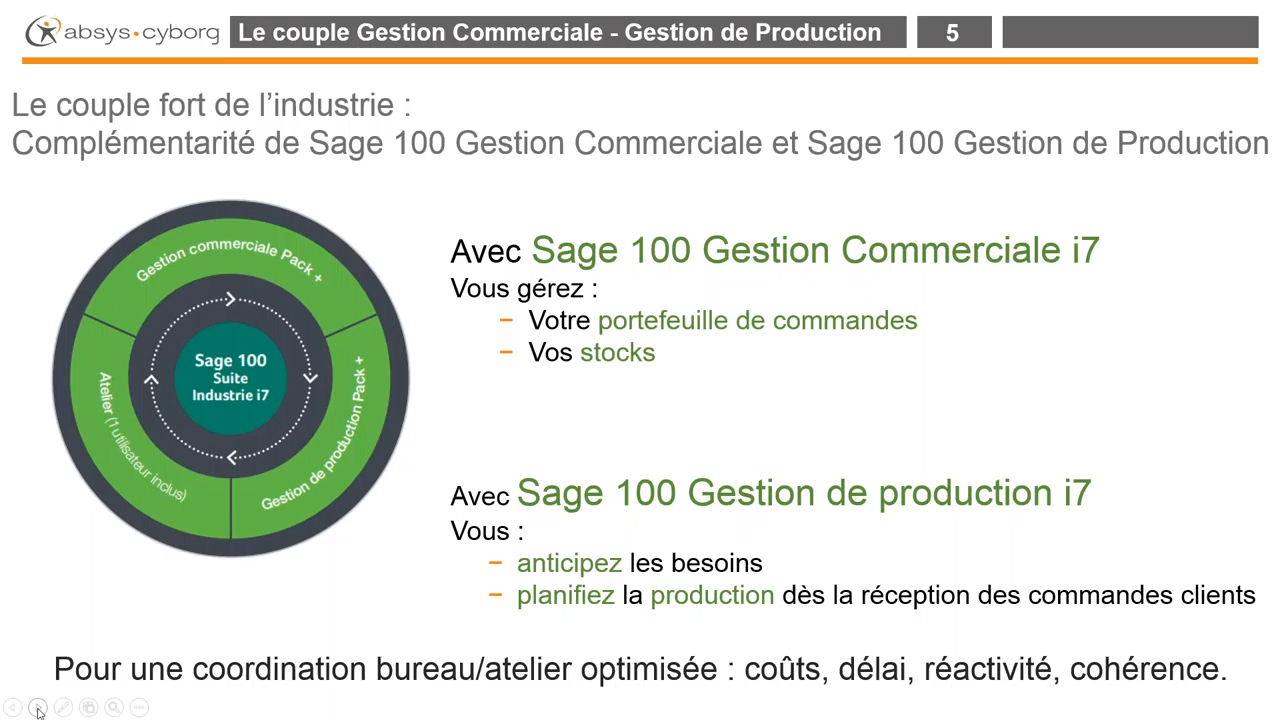 absys•cyborg
Le couple Gestion Commerciale - Gestion de Production
5
Le couple fort de l’industrie :
Complémentarité de Sage 100 Gestion Commerciale et Sage 100 Gestion de Production
Gestion commerciale Pack +
Sage 100
Suite
Industrie i7
Atelier (1 utilisateur inclus)
Gestion de production Pack +
Avec Sage 100 Gestion Commerciale i7
Vous gérez :
− Votre portefeuille de commandes
− Vos stocks
Avec Sage 100 Gestion de production i7
Vous :
− anticipez les besoins
− planifiez la production dès la réception des commandes clients
Pour une coordination bureau/atelier optimisée : coûts, délai, réactivité, cohérence.